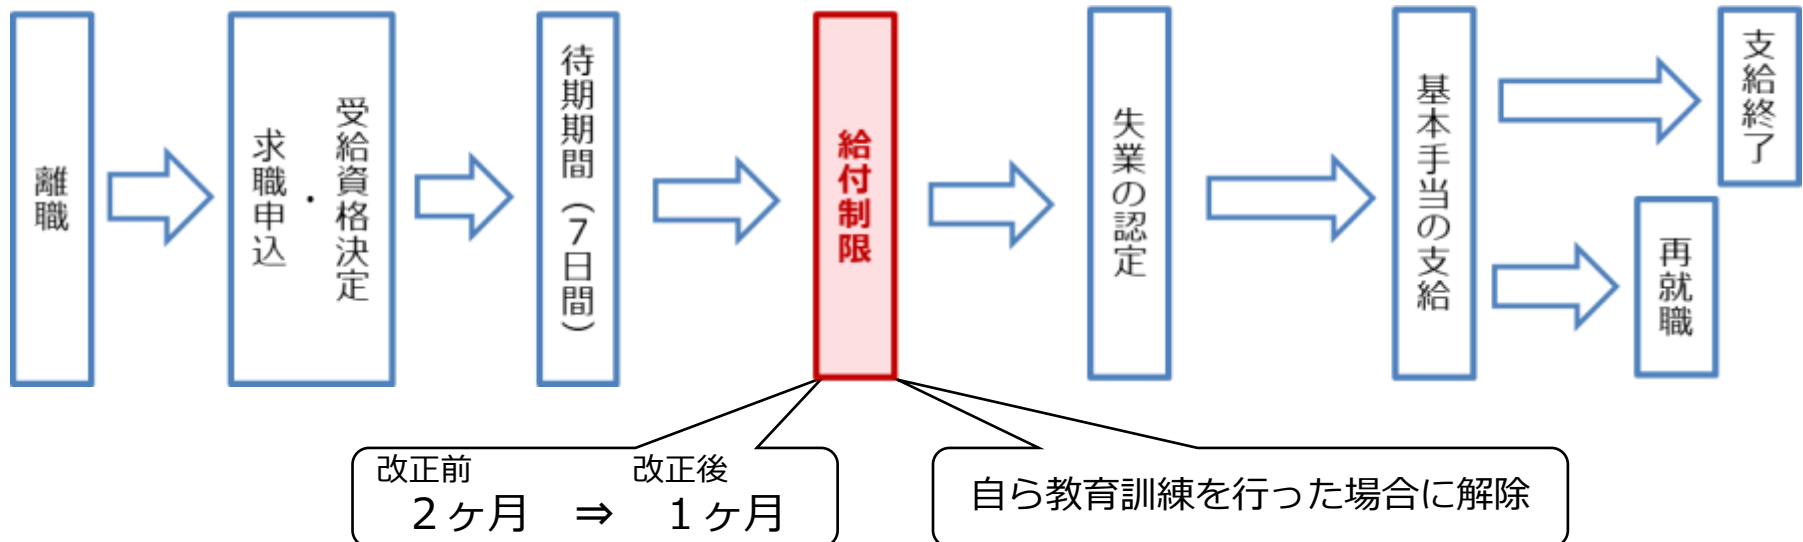 離職
求職申込
・
受給資格決定
待期期間（7日間）
給付制限
失業の認定
基本手当の支給
支給終了
再就職
改正前　改正後
２ヶ月　⇒　１ヶ月
自ら教育訓練を行った場合に解除